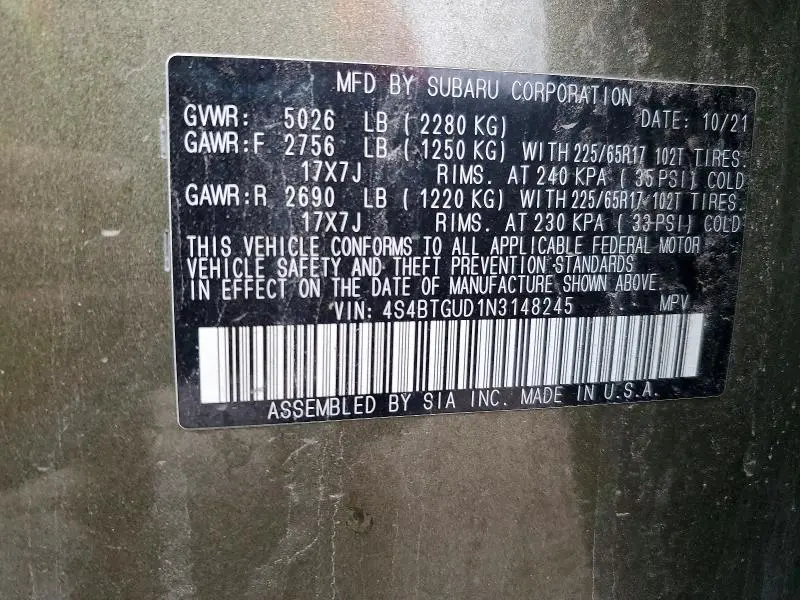 MFD BY SUBARU CORPORATION
GVWR: 5026 LB ( 2280 KG) DATE: 10/21
GAWR:F 2756 LB ( 1250 KG) WITH 225/65R17 102T TIRES.
17X7J RIMS. AT 240 KPA ( 35 PSI) COLD
GAWR:R 2690 LB ( 1220 KG) WITH 225/65R17 102T TIRES.
17X7J RIMS. AT 230 KPA ( 33 PSI) COLD
THIS VEHICLE CONFORMS TO ALL APPLICABLE FEDERAL MOTOR
VEHICLE SAFETY AND THEFT PREVENTION STANDARDS
IN EFFECT ON THE DATE OF MANUFACTURE SHOWN ABOVE.
VIN: 4S4BTGUD1N3148245 MPV
ASSEMBLED BY SIA INC. MADE IN U.S.A.